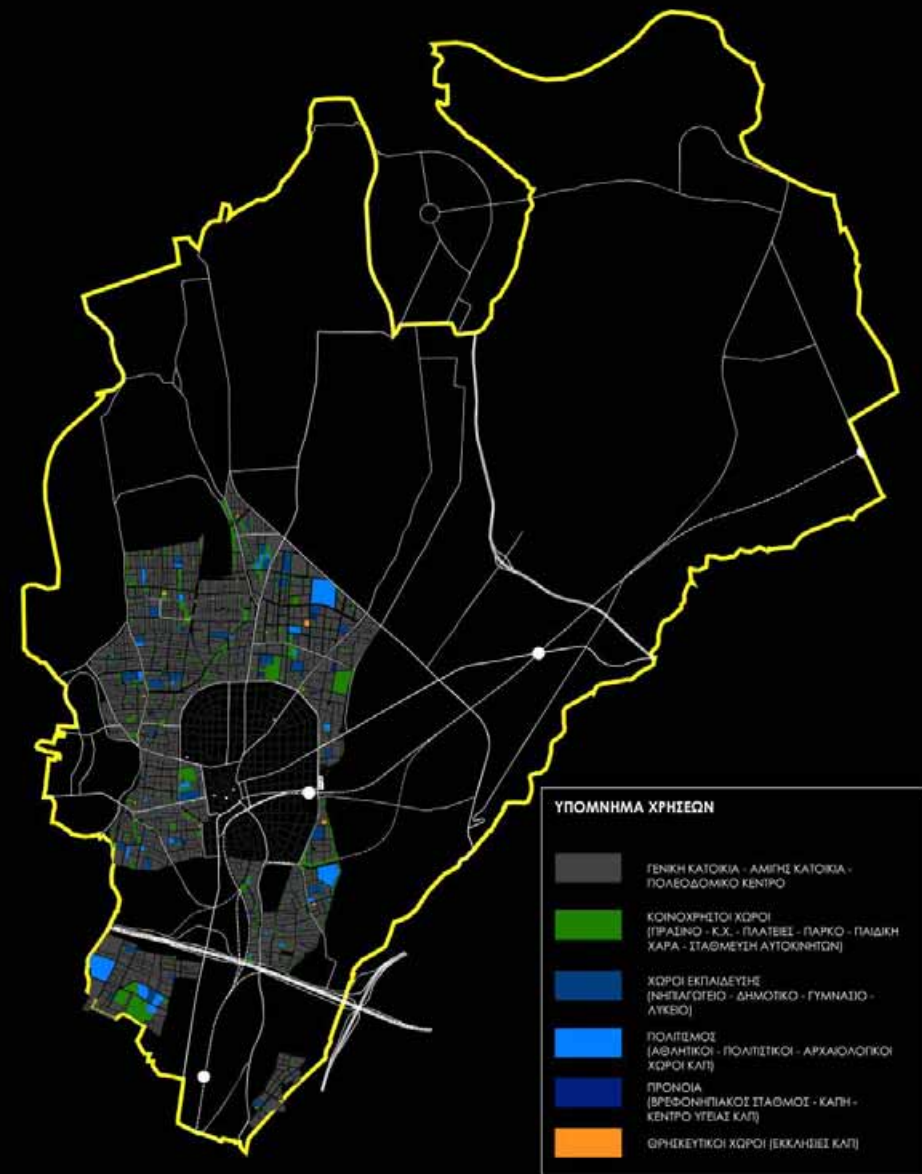 ΥΠΟΜΝΗΜΑ ΧΡΗΣΕΩΝ
ΓΕΝΙΚΗ ΚΑΤΟΙΚΙΑ - ΑΜΙΓΗΣ ΚΑΤΟΙΚΙΑ -
ΠΟΛΕΟΔΟΜΙΚΟ ΚΕΝΤΡΟ
ΚΟΙΝΟΧΡΗΣΤΟΙ ΧΩΡΟΙ
(ΠΡΑΣΙΝΟ - Κ.Χ. - ΠΛΑΤΕΙΕΣ - ΠΑΡΚΟ - ΠΑΙΔΙΚΗ
ΧΑΡΑ - ΣΤΑΘΜΕΥΣΗ ΑΥΤΟΚΙΝΗΤΩΝ)
ΧΩΡΟΙ ΕΚΠΑΙΔΕΥΣΗΣ
(ΝΗΠΙΑΓΩΓΕΙΟ - ΔΗΜΟΤΙΚΟ - ΓΥΜΝΑΣΙΟ -
ΛΥΚΕΙΟ)
ΠΟΛΙΤΙΣΜΟΣ
(ΑΘΛΗΤΙΚΟΙ - ΠΟΛΙΤΙΣΤΙΚΟΙ - ΑΡΧΑΙΟΛΟΓΙΚΟΙ
ΧΩΡΟΙ ΚΛΠ)
ΠΡΟΝΟΙΑ
(ΒΡΕΦΟΝΗΠΙΑΚΟΣ ΣΤΑΘΜΟΣ - ΚΑΠΗ -
ΚΕΝΤΡΟ ΥΓΕΙΑΣ ΚΛΠ)
ΘΡΗΣΚΕΥΤΙΚΟΙ ΧΩΡΟΙ (ΕΚΚΛΗΣΙΕΣ ΚΛΠ)